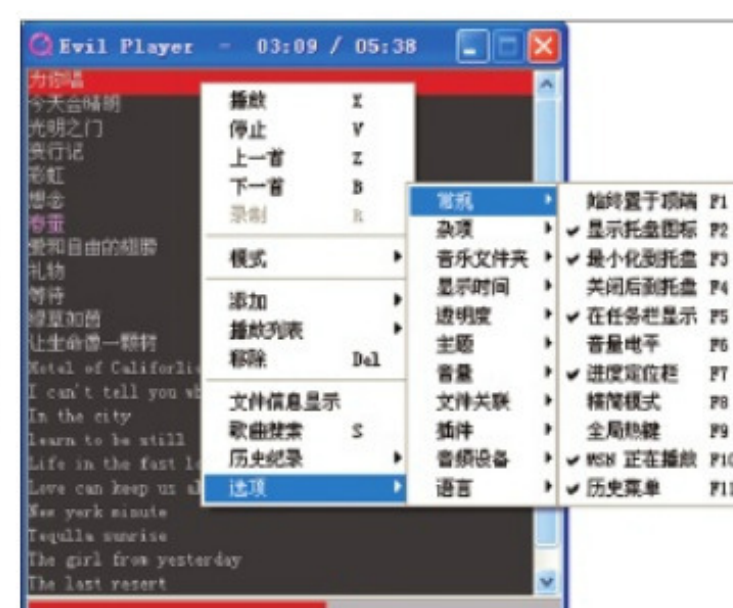 Evil Player - 03:09 / 05:38
为你唱
今天会晴朗
光明之门
变行记
彩虹
想念
春蕾
爱和自由的翅膀
礼物
等待
绿草如茵
让生命像一颗树
Hotel of Califorlia
I can't tell you wh
In the city
learn to be still
Life in the fast l
Love can keep us al
New york minute
Tequlla sunrise
The girl from yesterday
The last resert
播放 X
停止 V
上一首 Z
下一首 B
录制 R
模式
添加
播放列表
移除 Del
文件信息显示
歌曲搜索 S
历史纪录
选项
常规
杂项
音乐文件夹
显示时间
透明度
主题
音量
文件关联
插件
音频设备
语言
始终置于顶端 F1
显示托盘图标 F2
最小化到托盘 F3
关闭后到托盘 F4
在任务栏显示 F5
音量电平 F6
进度定位栏 F7
精简模式 F8
全局热键 F9
MSN 正在播放 F10
历史菜单 F11